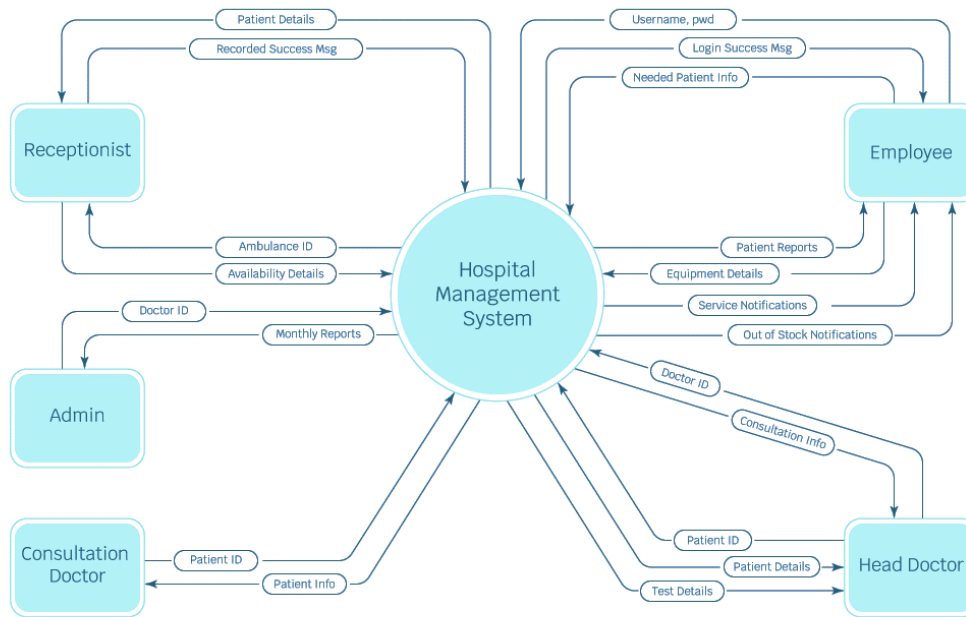 Patient Details
Username, pwd
Recorded Success Msg
Login Success Msg
Needed Patient Info
Receptionist
Employee
Ambulance ID
Patient Reports
Availability Details
Equipment Details
Hospital
Management
System
Doctor ID
Service Notifications
Monthly Reports
Out of Stock Notifications
Doctor ID
Consultation Info
Admin
Consultation
Doctor
Patient ID
Patient Info
Patient ID
Patient Details
Test Details
Head Doctor